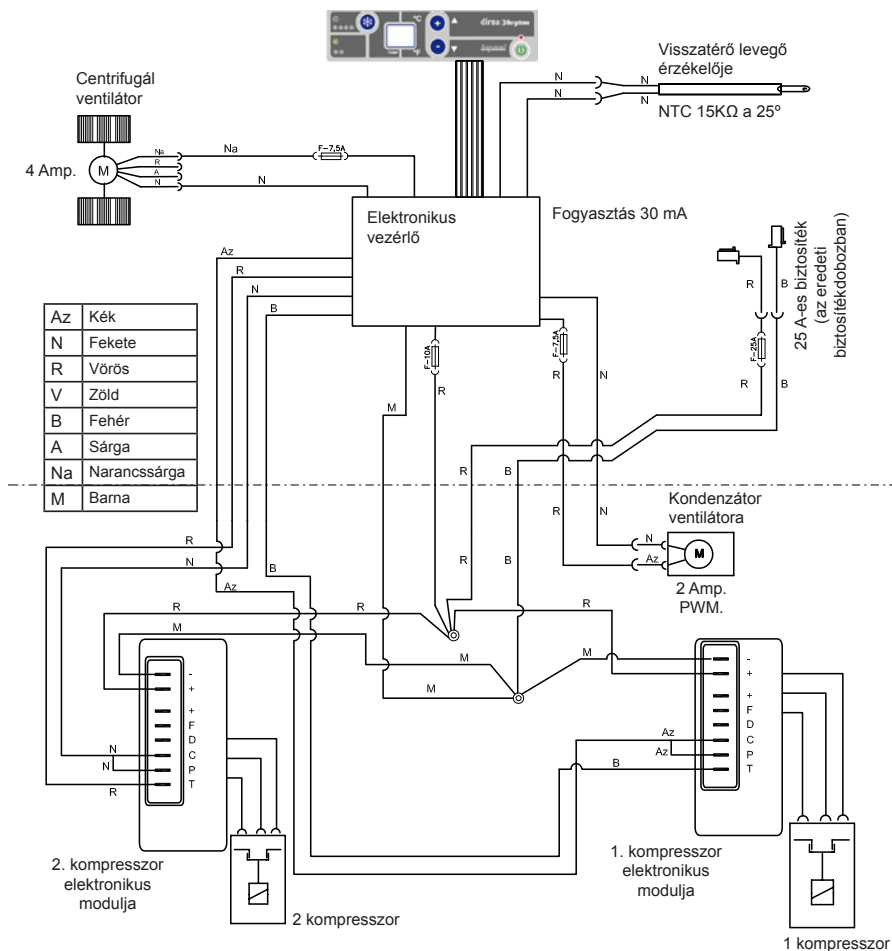 °C
°F
dirna
Centrifugál
ventilátor
4 Amp.
M
Na
R
A
N
Na
N
F-7,5A
N
N
N
N
Visszatérő levegő
érzékelője
NTC 15KΩ a 25º
Elektronikus
vezérlő
Fogyasztás 30 mA
25 A-es biztosíték
(az eredeti
biztosítékdobozban)
R
B
F-25A
R
B
Az
R
N
B
F-10A
R
F-7,5A
R
N
M
Az Kék
N Fekete
R Vörös
V Zöld
B Fehér
A Sárga
Na Narancssárga
M Barna
R
B
R
N
Kondenzátor
ventilátora
N
Az
M
2 Amp.
PWM.
R
N
B
Az
R
B
R
R
R
M
M
M
M
-
+
+
F
D
C
P
T
N
N
R
-
+
+
F
D
C
P
T
Az
Az
B
2. kompresszor
elektronikus
modulja
2 kompresszor
1. kompresszor
elektronikus
modulja
1 kompresszor